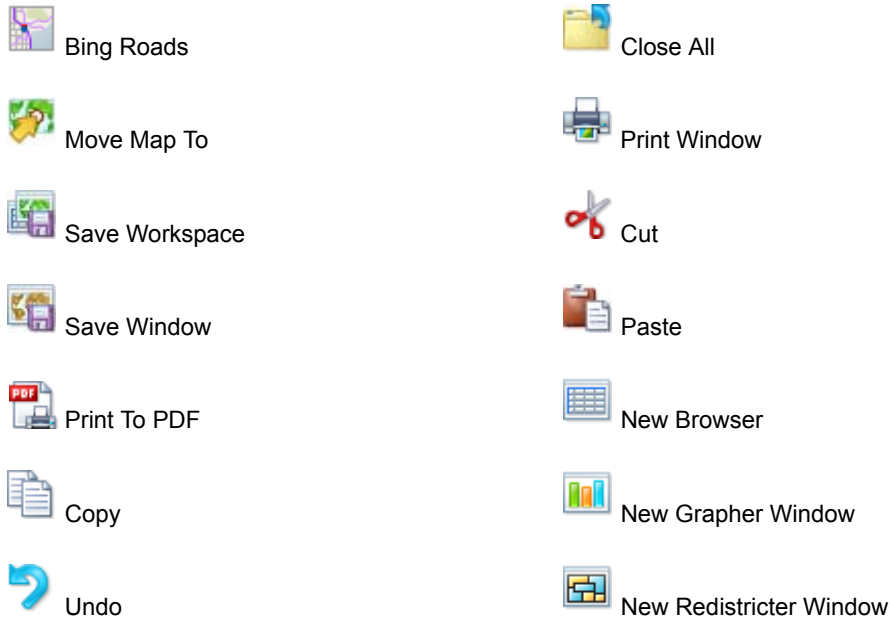 Bing Roads
Close All
Move Map To
Print Window
Save Workspace
Cut
Save Window
Paste
PDF
Print To PDF
New Browser
Copy
New Grapher Window
Undo
New Redistricter Window